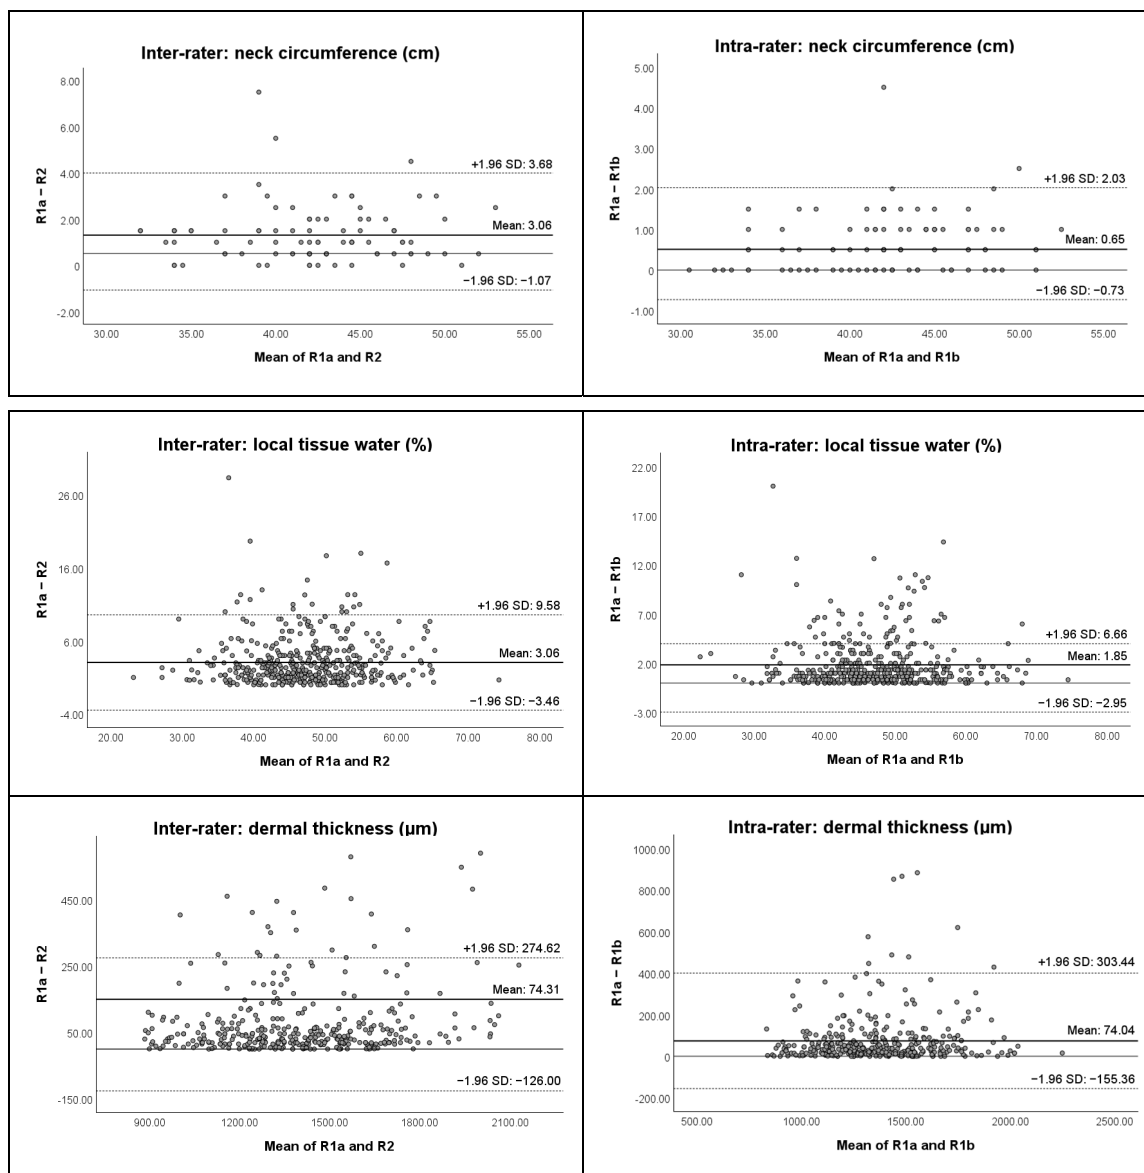 Inter-rater: neck circumference (cm)
8.00
6.00
4.00
2.00
0
-2.00
R1a – R2
+1.96 SD: 3.68
Mean: 3.06
−1.96 SD: −1.07
30.00 35.00 40.00 45.00 50.00 55.00
Mean of R1a and R2
Intra-rater: neck circumference (cm)
5.00
4.00
3.00
2.00
1.00
0
-1.00
R1a – R1b
+1.96 SD: 2.03
Mean: 0.65
−1.96 SD: −0.73
30.00 35.00 40.00 45.00 50.00 55.00
Mean of R1a and R1b
Inter-rater: local tissue water (%)
26.00
16.00
6.00
-4.00
R1a – R2
+1.96 SD: 9.58
Mean: 3.06
−1.96 SD: −3.46
20.00 30.00 40.00 50.00 60.00 70.00 80.00
Mean of R1a and R2
Intra-rater: local tissue water (%)
22.00
17.00
12.00
7.00
2.00
-3.00
R1a – R1b
+1.96 SD: 6.66
Mean: 1.85
−1.96 SD: −2.95
20.00 30.00 40.00 50.00 60.00 70.00 80.00
Mean of R1a and R1b
Inter-rater: dermal thickness (µm)
450.00
250.00
50.00
-150.00
R1a – R2
+1.96 SD: 274.62
Mean: 74.31
−1.96 SD: −126.00
900.00 1200.00 1500.00 1800.00 2100.00
Mean of R1a and R2
Intra-rater: dermal thickness (µm)
1000.00
800.00
600.00
400.00
200.00
0
-200.00
R1a – R1b
+1.96 SD: 303.44
Mean: 74.04
−1.96 SD: −155.36
500.00 1000.00 1500.00 2000.00 2500.00
Mean of R1a and R1b